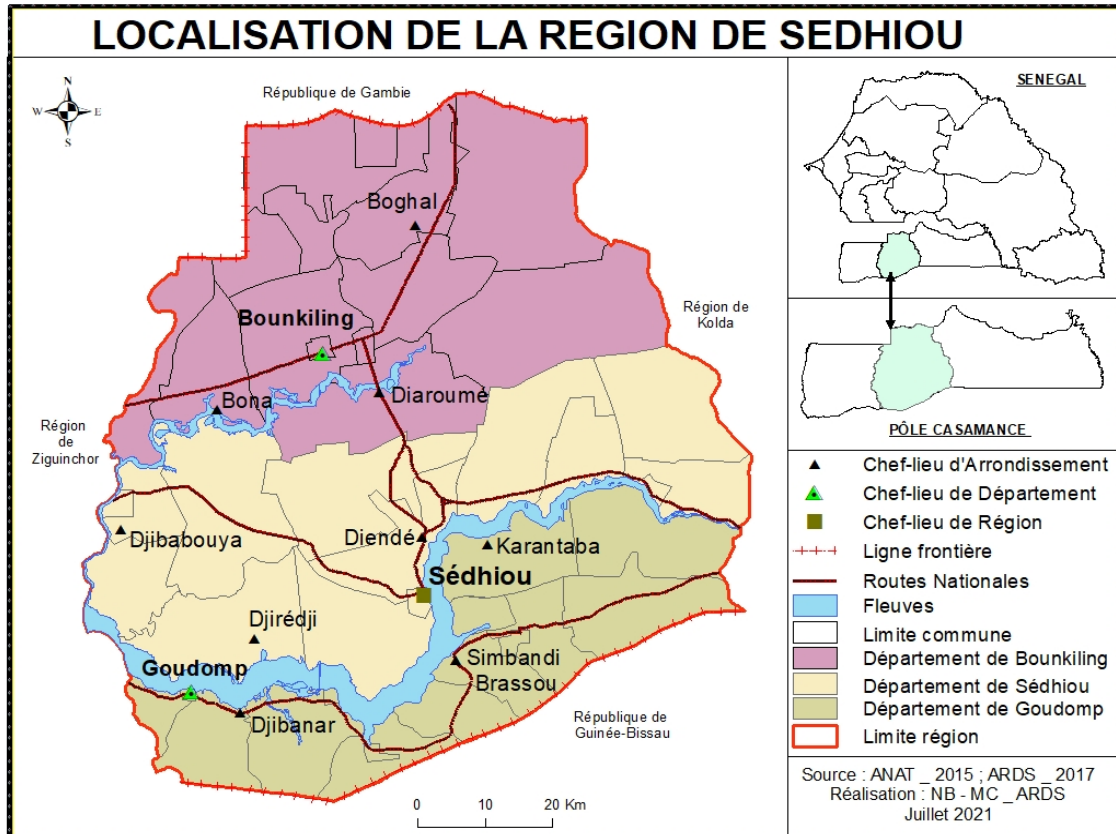 LOCALISATION DE LA REGION DE SEDHIOU
N
W
E
S
République de Gambie
Boghal
Bounkiling
Région de
Kolda
Bona
Diaroumé
Région
de
Ziguinchor
Djibabouya
Diendé
Karantaba
Sédhiou
Djirédji
Goudomp
Simbandi
Brassou
Djibanar
République de
Guinée-Bissau
0 10 20 Km
SENEGAL
PÔLE CASAMANCE
Chef-lieu d'Arrondissement
Chef-lieu de Département
Chef-lieu de Région
Ligne frontière
Routes Nationales
Fleuves
Limite commune
Département de Bounkiling
Département de Sédhiou
Département de Goudomp
Limite région
Source : ANAT _ 2015 ; ARDS _ 2017
Réalisation : NB - MC _ ARDS
Juillet 2021